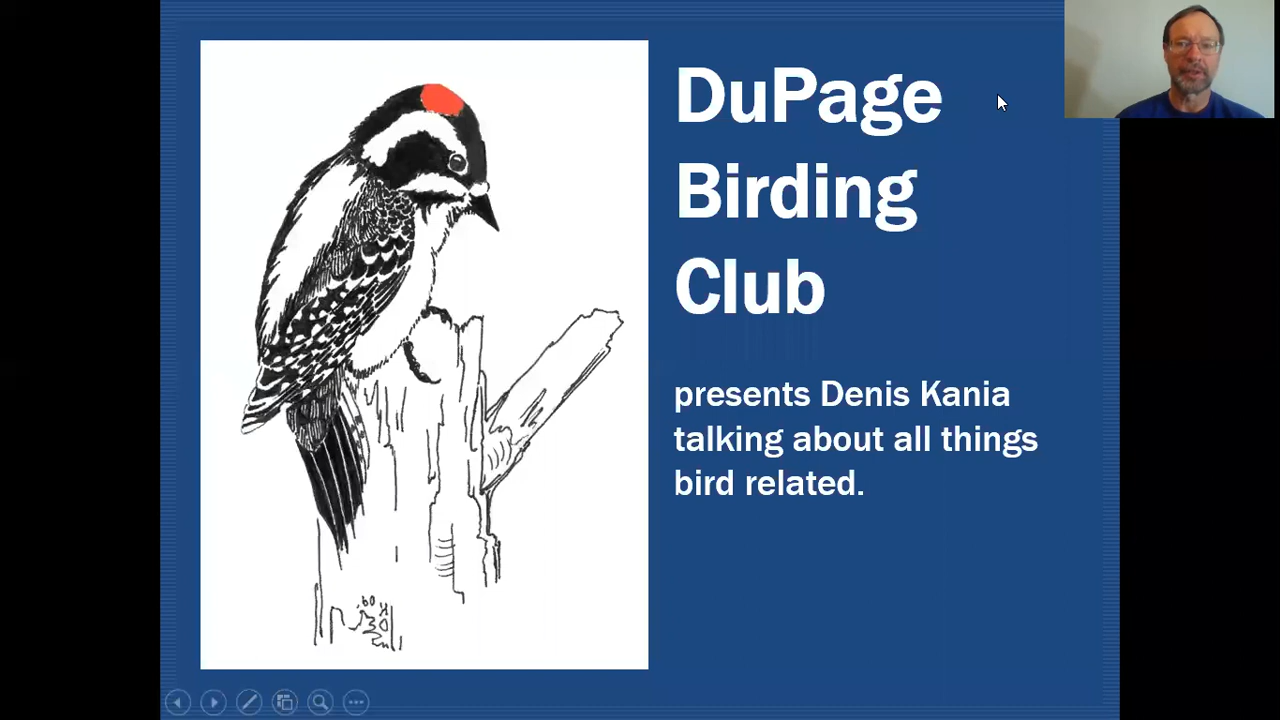 DuPage
Birding
Club
presents Denis Kania
talking about all things
bird related.